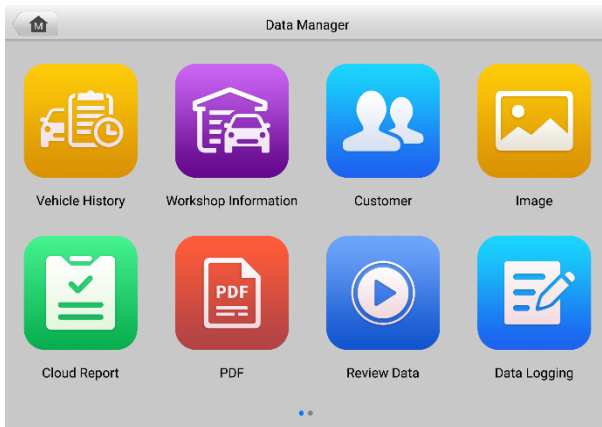 M
Data Manager
Vehicle History
Workshop Information
Customer
Image
PDF
Cloud Report
PDF
Review Data
Data Logging